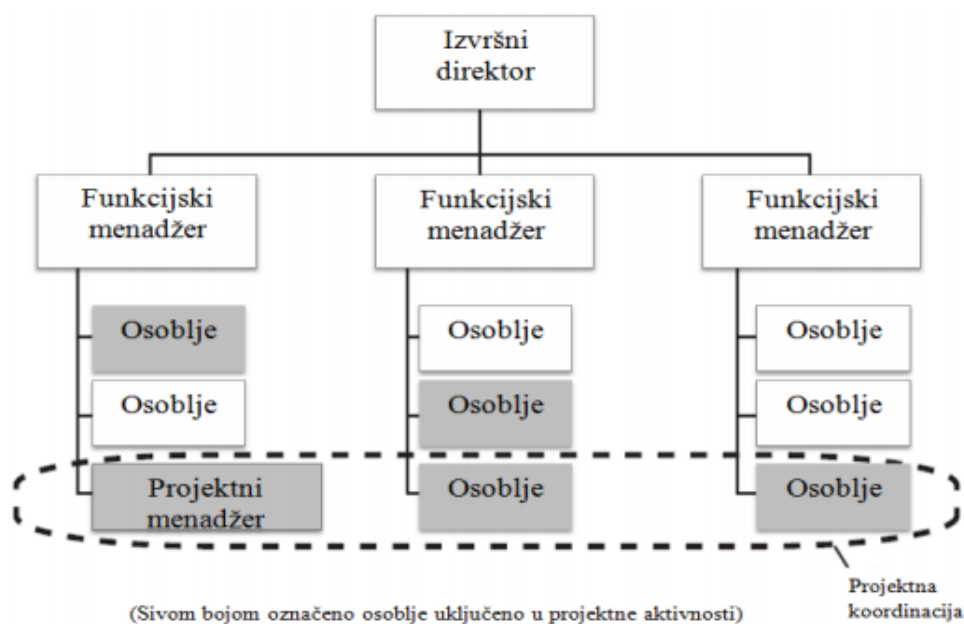 Izvršni
direktor
Funkcijski
menadžer
Funkcijski
menadžer
Funkcijski
menadžer
Osoblje
Osoblje
Osoblje
Osoblje
Osoblje
Osoblje
Projektni
menadžer
Osoblje
Osoblje
Projektna
koordinacija
(Sivom bojom označeno osoblje uključeno u projektne aktivnosti)